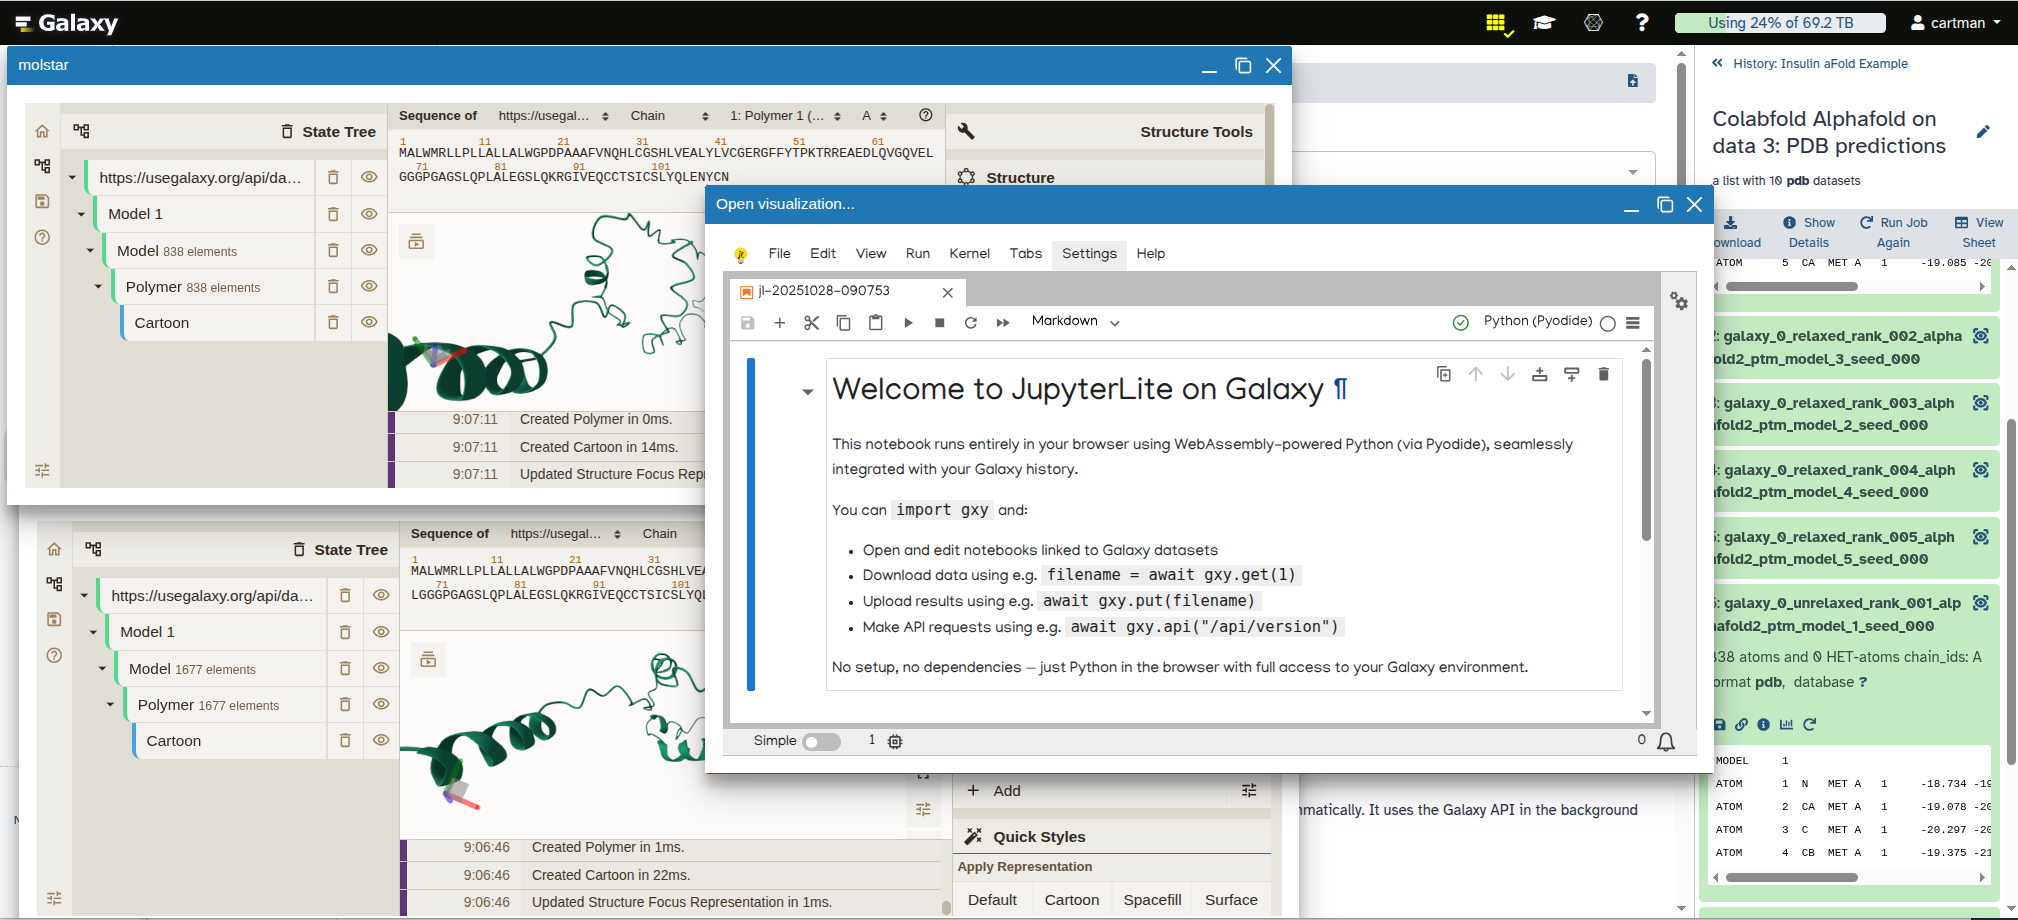 Galaxy
Using 24% of 69.2 TB
cartman
molstar
State Tree
https://usegalaxy.org/api/da...
Model 1
Model 838 elements
Polymer 838 elements
Cartoon
Sequence of https://usegal... Chain 1: Polymer 1 (... A
1 11 21 31 41 51 61
MALWMRLLPLLALLALWGPDPAAAFVNQHLCGSHLVEALYLVCGERGFFYTPKTRREAEDLQVGQVEL
71 81 91 101
GGGPGAGSLQPLALEGSLQKRGIVEQCCTSICSLYQLENYCN
Structure Tools
Structure
9:07:11 Created Polymer in 0ms.
9:07:11 Created Cartoon in 14ms.
9:07:11 Updated Structure Focus Rep
State Tree
https://usegalaxy.org/api/da...
Model 1
Model 1677 elements
Polymer 1677 elements
Cartoon
Sequence of https://usegal... Chain
1 11 21 31
MALWMRLLPLLALLALWGPDPAAAFVNQHLCGSHLVEA
71 81 91 101
LGGGPGAGSLQPLALEGSLQKRGIVEQCCTSICSLYQL
9:06:46 Created Polymer in 1ms.
9:06:46 Created Cartoon in 22ms.
9:06:46 Updated Structure Focus Representation in 1ms.
Add
Quick Styles
Apply Representation
Default Cartoon Spacefill Surface
Open visualization...
File Edit View Run Kernel Tabs Settings Help
jl-20251028-090753
Markdown
Python (Pyodide)
Welcome to JupyterLite on Galaxy ¶
This notebook runs entirely in your browser using WebAssembly-powered Python (via Pyodide), seamlessly
integrated with your Galaxy history.
You can import gxy and:
• Open and edit notebooks linked to Galaxy datasets
• Download data using e.g. filename = await gxy.get(1)
• Upload results using e.g. await gxy.put(filename)
• Make API requests using e.g. await gxy.api("/api/version")
No setup, no dependencies — just Python in the browser with full access to your Galaxy environment.
Simple 1 0
matically. It uses the Galaxy API in the background
« History: Insulin aFold Example
Colabfold Alphafold on
data 3: PDB predictions
a list with 10 pdb datasets
ownload
Show Details
Run Job Again
View Sheet
ATOM 5 CA MET A 1 -19.085 -20
: galaxy_0_relaxed_rank_002_alpha
fold2_ptm_model_3_seed_000
: galaxy_0_relaxed_rank_003_alph
afold2_ptm_model_2_seed_000
: galaxy_0_relaxed_rank_004_alph
afold2_ptm_model_4_seed_000
: galaxy_0_relaxed_rank_005_alph
afold2_ptm_model_5_seed_000
: galaxy_0_unrelaxed_rank_001_alp
hafold2_ptm_model_1_seed_000
838 atoms and 0 HET-atoms chain_ids: A
ormat pdb, database ?
MODEL 1
ATOM 1 N MET A 1 -18.734 -19
ATOM 2 CA MET A 1 -19.078 -20
ATOM 3 C MET A 1 -20.297 -20
ATOM 4 CB MET A 1 -19.375 -21